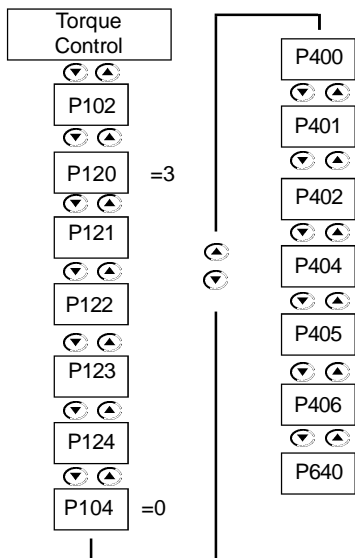 Torque
Control
P102
P120 =3
P121
P122
P123
P124
P104 =0
P400
P401
P402
P404
P405
P406
P640